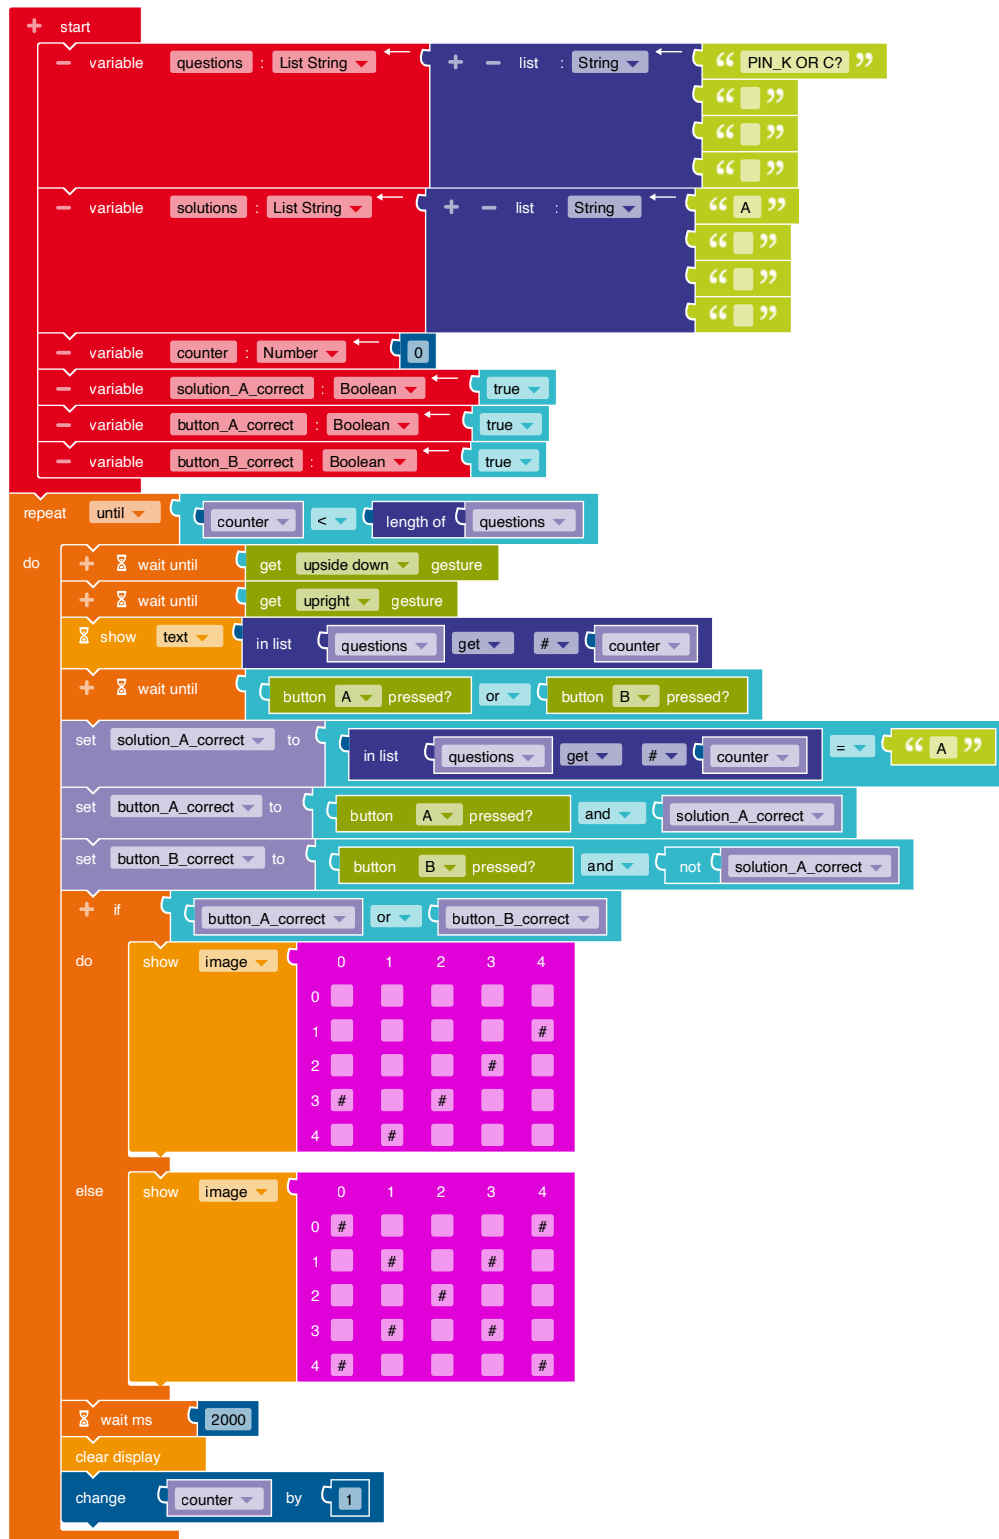 + start
− variable questions : List String ← + − list : String ← “ PIN_K OR C? ”
“ ”
“ ”
“ ”
− variable solutions : List String ← + − list : String ← “ A ”
“ ”
“ ”
“ ”
− variable counter : Number ← 0
− variable solution_A_correct : Boolean ← true
− variable button_A_correct : Boolean ← true
− variable button_B_correct : Boolean ← true
repeat until counter < length of questions
do + wait until get upside down gesture
+ wait until get upright gesture
show text in list questions get # counter
+ wait until button A pressed? or button B pressed?
set solution_A_correct to in list questions get # counter = “ A ”
set button_A_correct to button A pressed? and solution_A_correct
set button_B_correct to button B pressed? and not solution_A_correct
+ if button_A_correct or button_B_correct
do show image 0 1 2 3 4
0
1 #
2 #
3 # #
4 #
else show image 0 1 2 3 4
0 # #
1 # #
2 #
3 # #
4 # #
wait ms 2000
clear display
change counter by 1